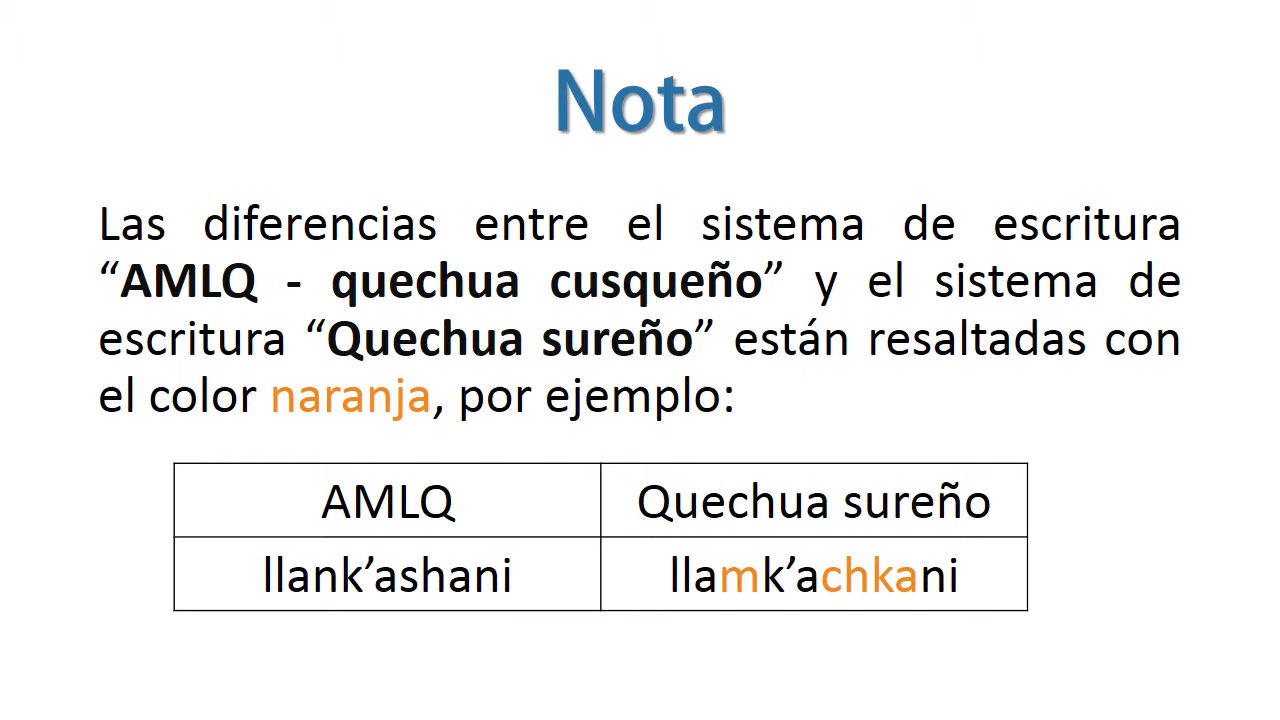 Nota
Las diferencias entre el sistema de escritura
“AMLQ - quechua cusqueño” y el sistema de
escritura “Quechua sureño” están resaltadas con
el color naranja, por ejemplo:
AMLQ Quechua sureño
llank’ashani llamk’achkani